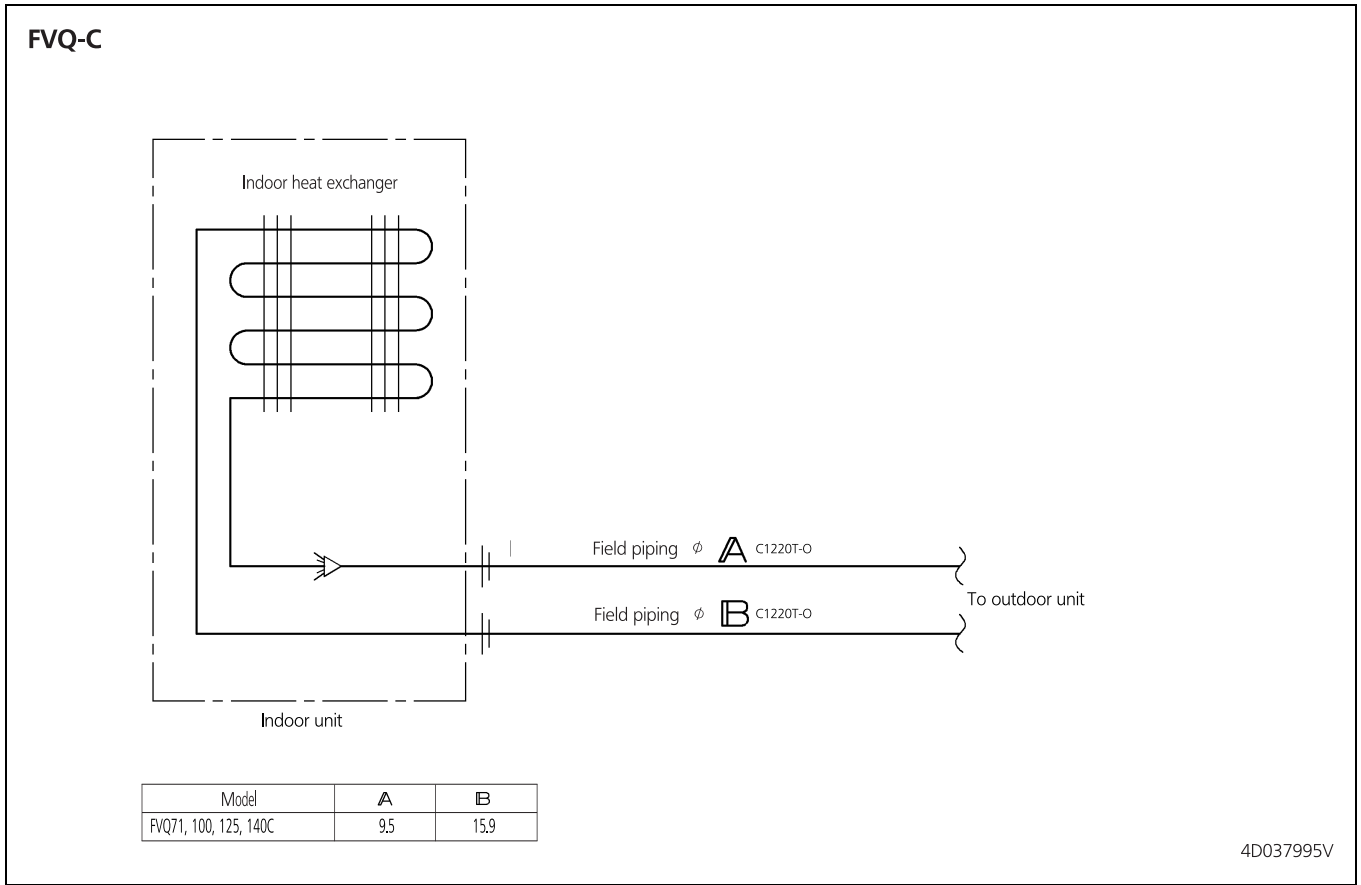 FVQ-C
Indoor heat exchanger
Field piping ø A C1220T-O
To outdoor unit
Field piping ø B C1220T-O
Indoor unit
Model A B
FVQ71, 100, 125, 140C 9.5 15.9
4D037995V